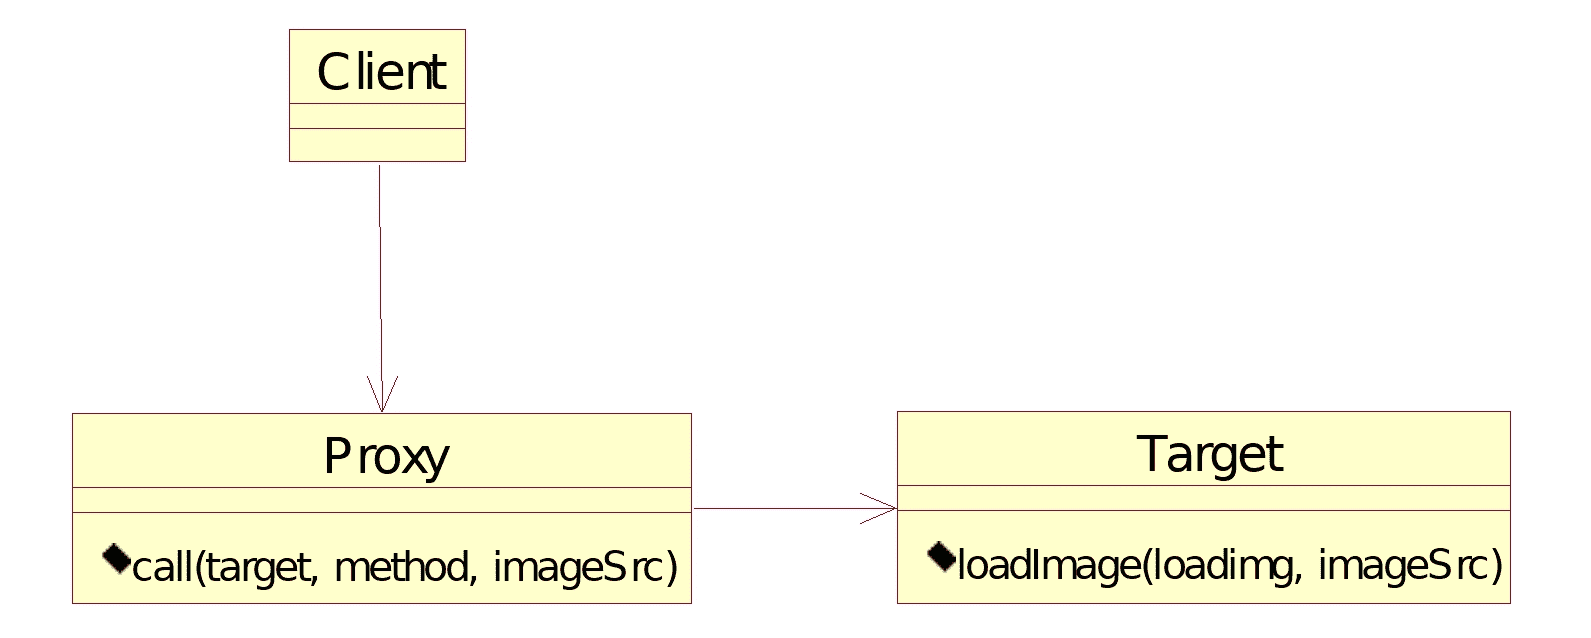 Client
Proxy
call(target, method, imageSrc)
Target
loadImage(loadimg, imageSrc)